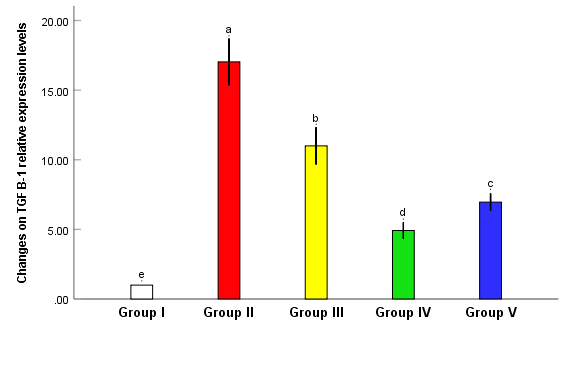 Changes on TGF B-1 relative expression levels
20.00
15.00
10.00
5.00
.00
a
b
c
d
e
Group I
Group II
Group III
Group IV
Group V